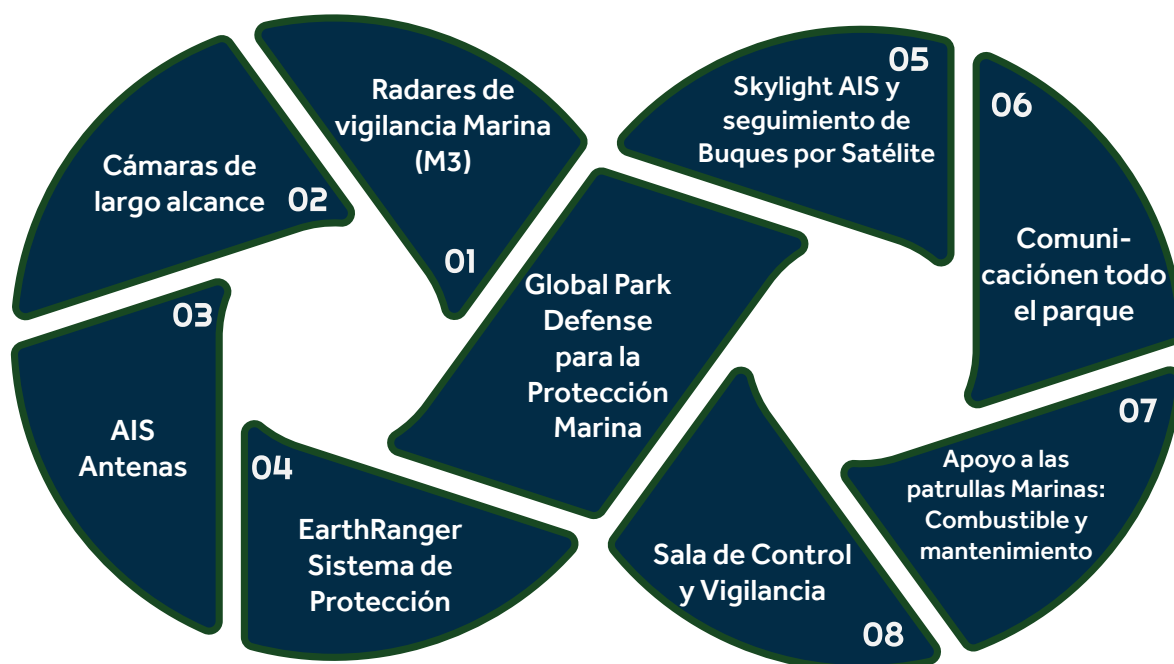 01
Radares de
vigilancia Marina
(M3)
02
Cámaras de
largo alcance
03
AIS
Antenas
04
EarthRanger
Sistema de
Protección
Global Park
Defense
para la
Protección
Marina
05
Skylight AIS y
seguimiento de
Buques por Satélite
06
Comuni-
caciónen todo
el parque
07
Apoyo a las
patrullas Marinas:
Combustible y
mantenimiento
Sala de Control
y Vigilancia
08